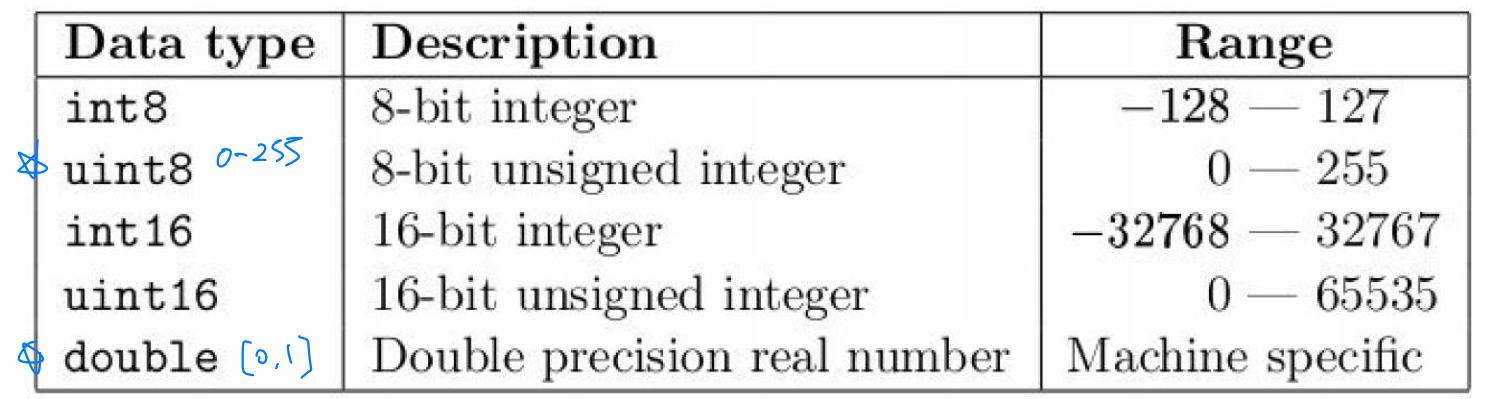 Data type Description Range
int8 8-bit integer −128 — 127
uint8 0-255 8-bit unsigned integer 0 — 255
int16 16-bit integer −32768 — 32767
uint16 16-bit unsigned integer 0 — 65535
double [0,1] Double precision real number Machine specific